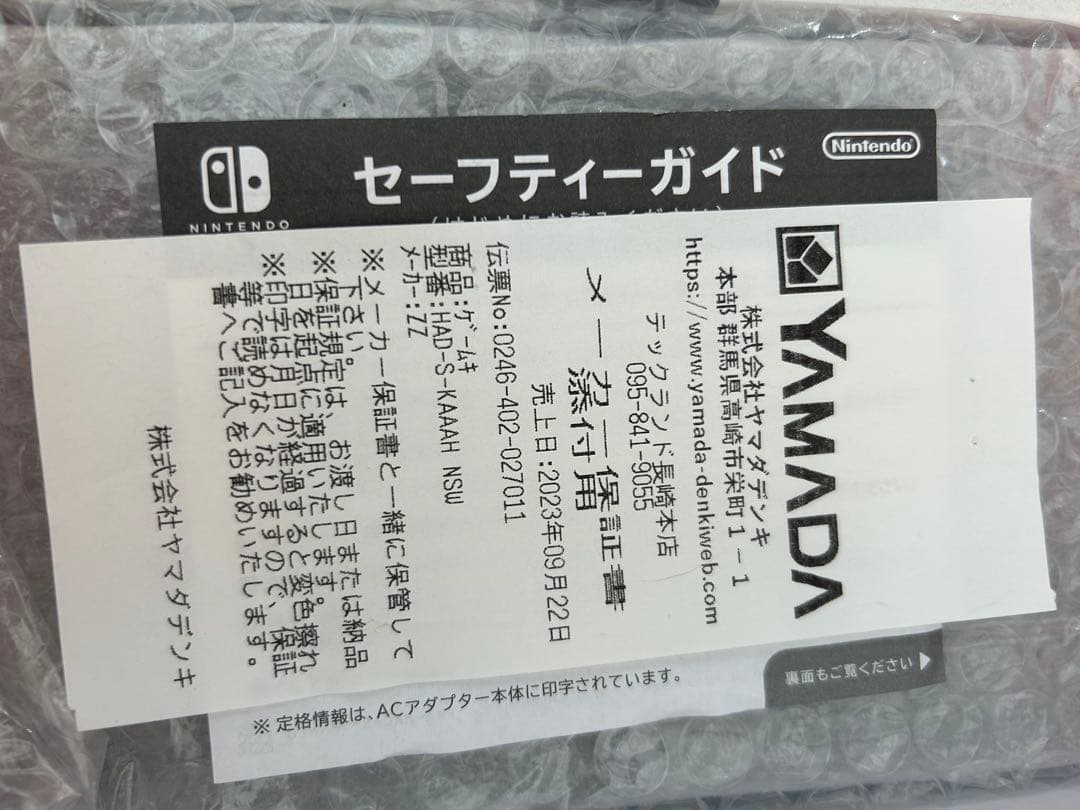 NINTENDO
セーフティーガイド
Nintendo
YAMADA
株式会社ヤマダデンキ
本部 群馬県高崎市栄町1-1
https://www.yamada-denkiweb.com
テックランド長崎本店
095-841-9055
メーカー保証書
添付用
売上日:2023年09月22日
伝票No:0246-402-027011
商品:ゲームキ
型番:HAD-S-KAAAH NSW
メーカー:ZZ
※メーカー保証書と一緒に保管して
下さい。
※保証規定は、お渡し日または納品
日を起点に適用いたします。
※印字は月日が経過すると変色擦れ
等で読めなくなりますので、保証
書へご記入をお勧めいたします。
株式会社ヤマダデンキ
裏面もご覧ください
※ 定格情報は、ACアダプター本体に印字されています。